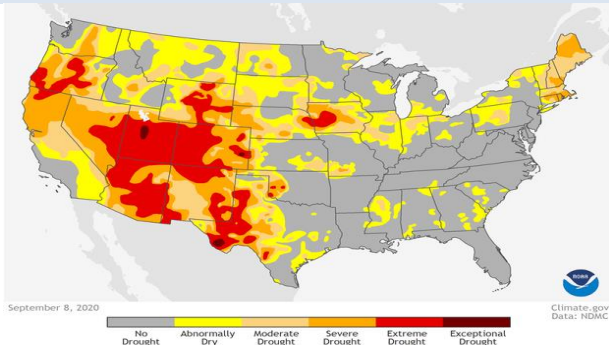 NOAA
September 8, 2020
Climate.gov
Data: NDMC
No Drought
Abnormally Dry
Moderate Drought
Severe Drought
Extreme Drought
Exceptional Drought